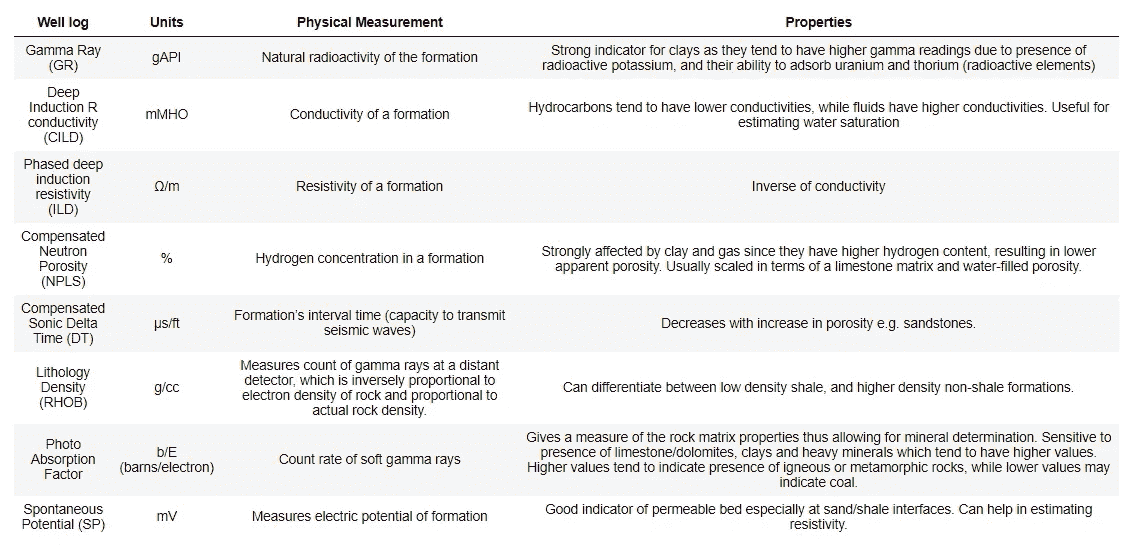 Well log Units Physical Measurement Properties
Gamma Ray
(GR)
gAPI
Natural radioactivity of the formation
Strong indicator for clays as they tend to have higher gamma readings due to presence of
radioactive potassium, and their ability to adsorb uranium and thorium (radioactive elements)
Deep
Induction R
conductivity
(CILD)
mMHO
Conductivity of a formation
Hydrocarbons tend to have lower conductivities, while fluids have higher conductivities. Useful for
estimating water saturation
Phased deep
induction
resistivity
(ILD)
Ω/m
Resistivity of a formation
Inverse of conductivity
Compensated
Neutron
Porosity
(NPLS)
%
Hydrogen concentration in a formation
Strongly affected by clay and gas since they have higher hydrogen content, resulting in lower
apparent porosity. Usually scaled in terms of a limestone matrix and water-filled porosity.
Compensated
Sonic Delta
Time (DT)
µs/ft
Formation's interval time (capacity to transmit
seismic waves)
Decreases with increase in porosity e.g. sandstones.
Lithology
Density
(RHOB)
g/cc
Measures count of gamma rays at a distant
detector, which is inversely proportional to
electron density of rock and proportional to
actual rock density.
Can differentiate between low density shale, and higher density non-shale formations.
Photo
Absorption
Factor
b/E
(barns/electron)
Count rate of soft gamma rays
Gives a measure of the rock matrix properties thus allowing for mineral determination. Sensitive to
presence of limestone/dolomites, clays and heavy minerals which tend to have higher values.
Higher values tend to indicate presence of igneous or metamorphic rocks, while lower values may
indicate coal.
Spontaneous
Potential (SP)
mV
Measures electric potential of formation
Good indicator of permeable bed especially at sand/shale interfaces. Can help in estimating
resistivity.